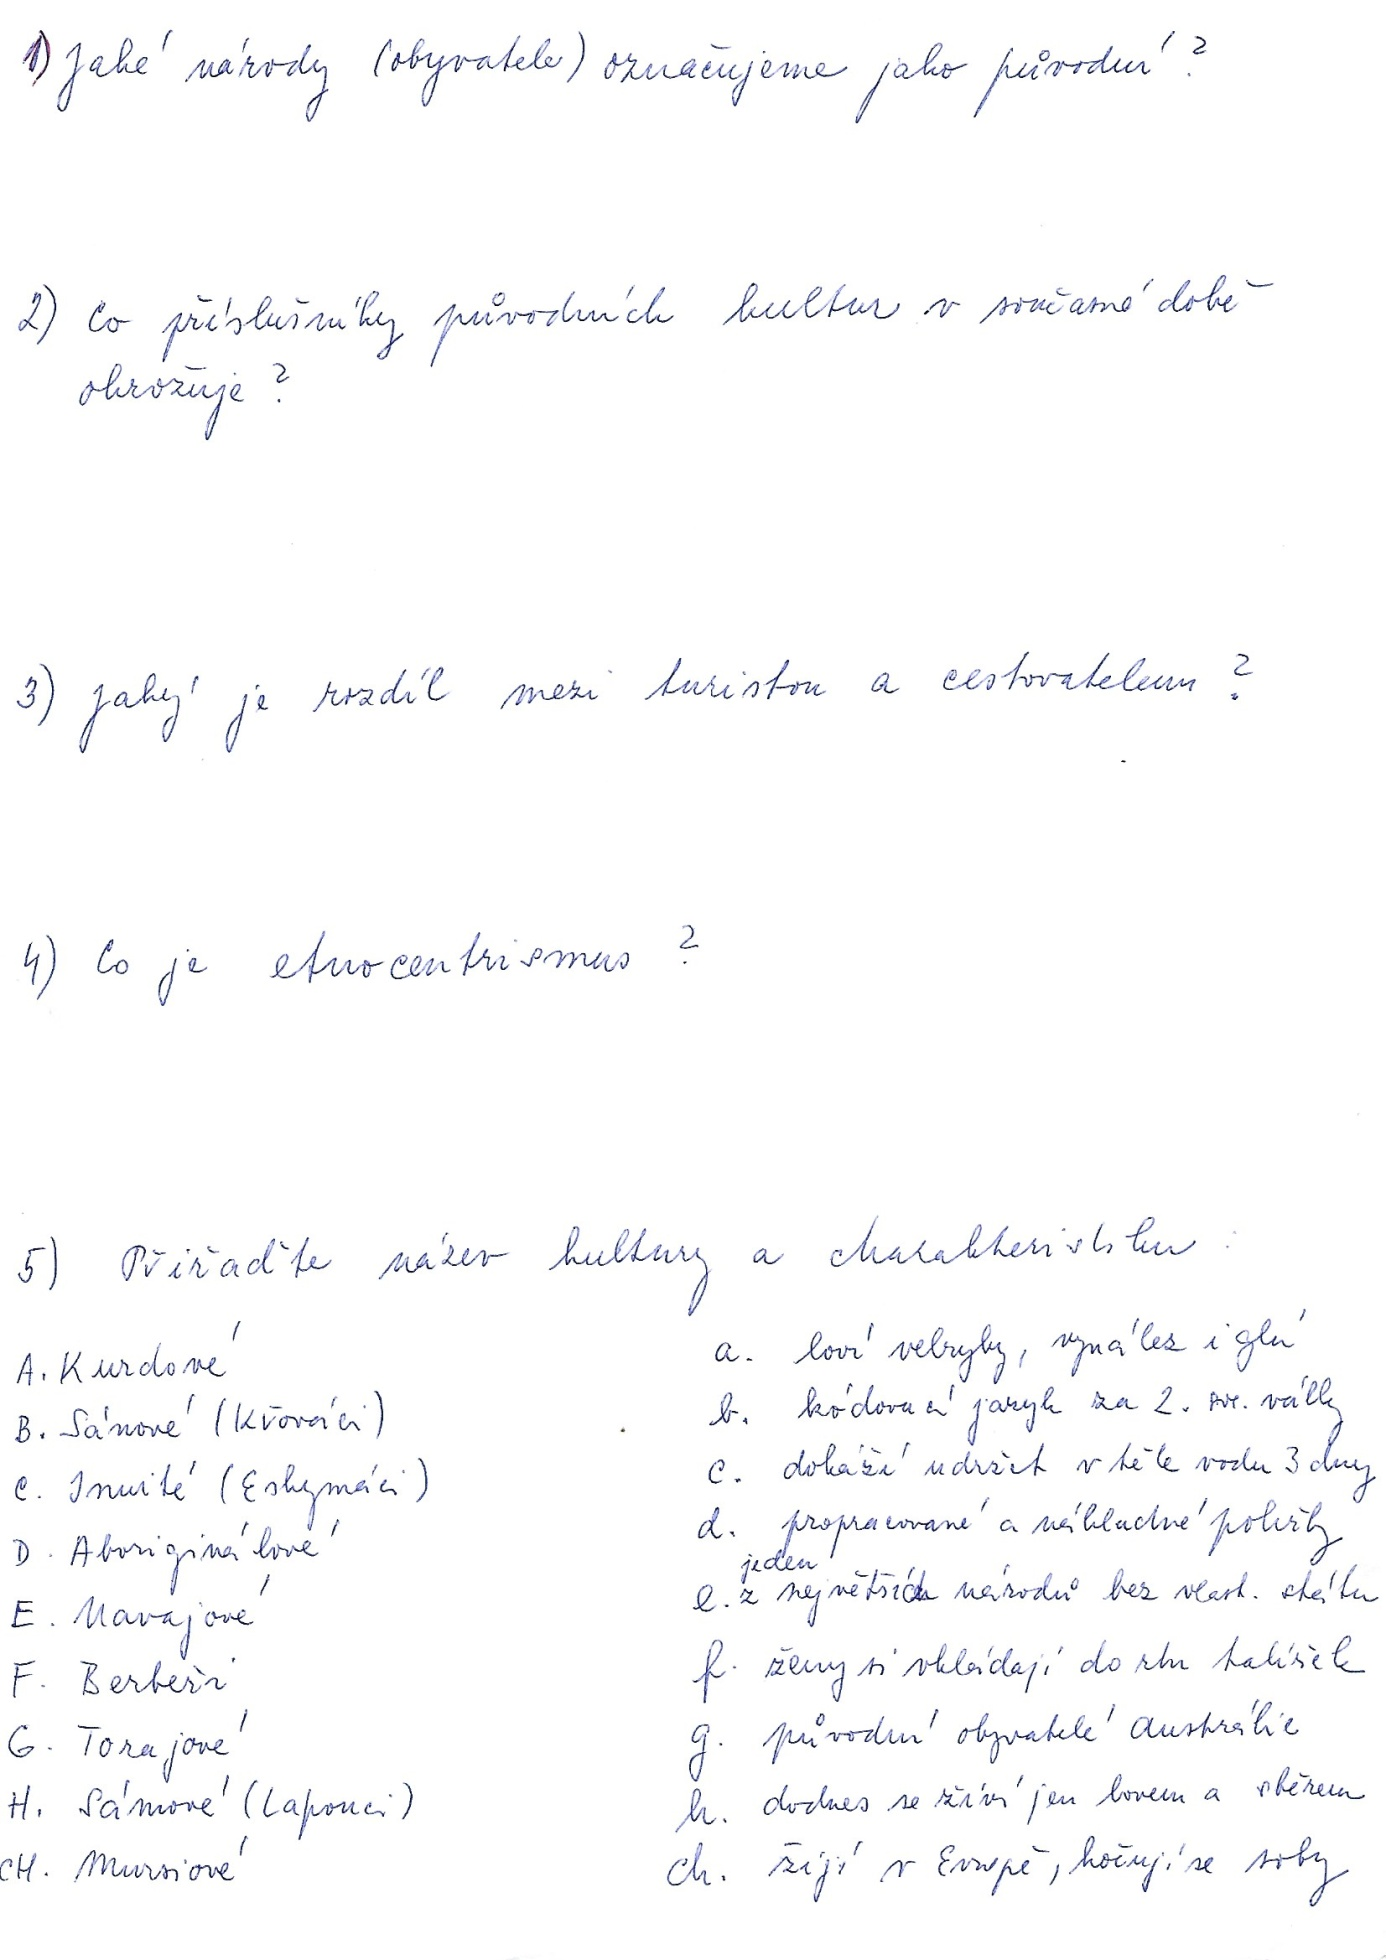 1) Jaké národy (obyvatele) označujeme jako původní?
2) Co příslušníky původních kultur v současné době
ohrožuje?
3) Jaký je rozdíl mezi turistou a cestovatelem?
4) Co je etnocentrismus?
5) Přiřaďte název kultury a charakteristiku:
A. Kurdové
B. Sánové (Křováci)
C. Inuité (Eskymáci)
D. Aboriginálové
E. Navajové
F. Berbeři
G. Torajové
H. Sámové (Laponci)
CH. Mursiové
a. loví velryby, vynález iglú
b. kódovací jazyk za 2. sv. války
c. dokáží udržet v těle vodu 3 dny
d. propracované a nákladné pohřby
jeden
e. z největších národů bez vlast. státu
f. ženy si vkládají do rtu talířek
g. původní obyvatelé Austrálie
h. dodnes se živí jen lovem a sběrem
ch. žijí v Evropě, kočují se soby